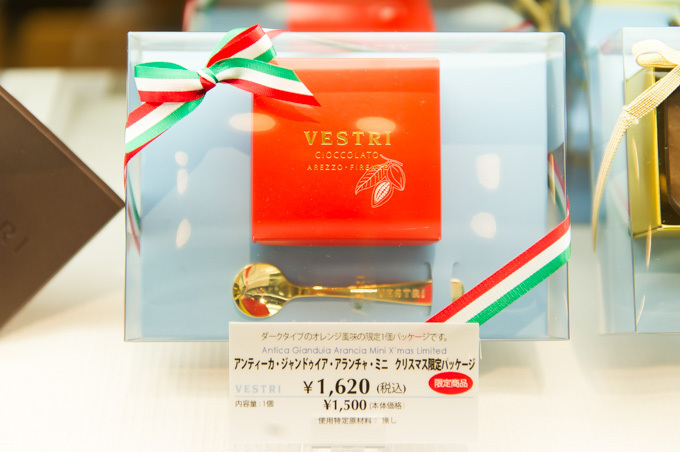 VESTRI
CIOCCOLATO
AREZZO-FIRENZE
TRI
VESTRI
ダークタイプのオレンジ風味の限定1個パッケージです。
Antica Gianduia Arancia Mini X'mas Limited
アンティーカ・ジャンドゥイア・アランチャ・ミニ クリスマス限定パッケージ
VESTRI ¥1,620 (税込) 限定商品
内容量:1個 ¥1,500 (本体価格)
使用特定原材料: 無し